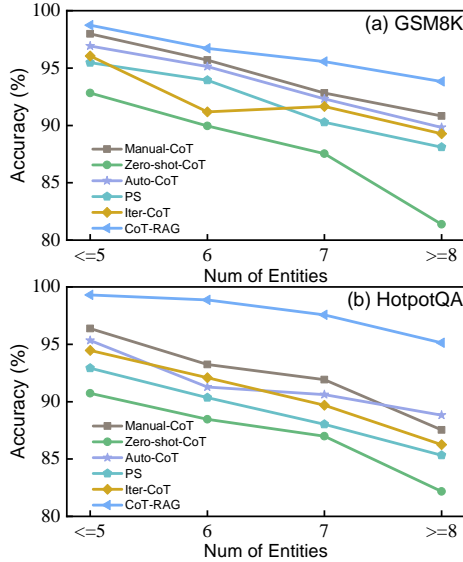 100
(a) GSM8K
95
90
85
80
Accuracy (%)
Manual-CoT
Zero-shot-CoT
Auto-CoT
PS
Iter-CoT
CoT-RAG
<=5
6
7
>=8
Num of Entities
100
(b) HotpotQA
95
90
85
80
Accuracy (%)
Manual-CoT
Zero-shot-CoT
Auto-CoT
PS
Iter-CoT
CoT-RAG
<=5
6
7
>=8
Num of Entities